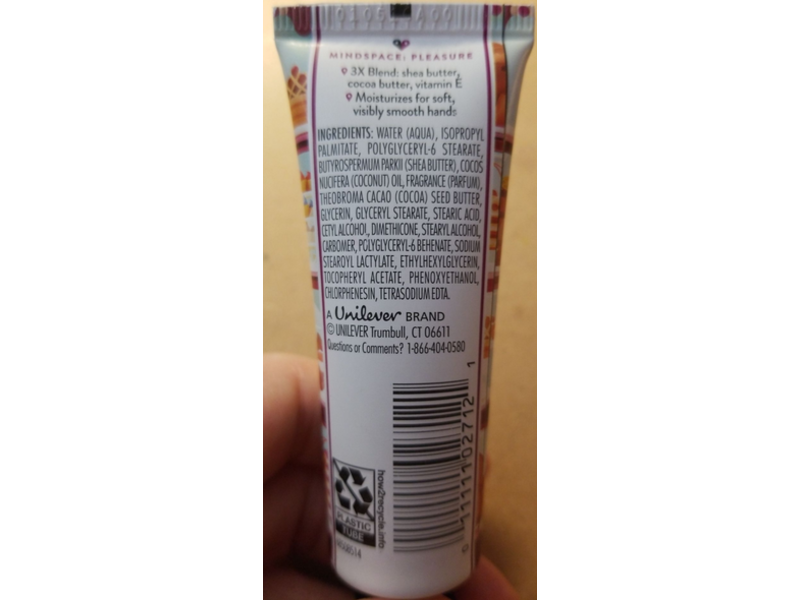 MINDSPACE: PLEASURE
3X Blend: shea butter,
cocoa butter, vitamin E
Moisturizes for soft,
visibly smooth hands
INGREDIENTS: WATER (AQUA), ISOPROPYL
PALMITATE, POLYGLYCERYL-6 STEARATE,
BUTYROSPERMUM PARKII (SHEA BUTTER), COCOS
NUCIFERA (COCONUT) OIL, FRAGRANCE (PARFUM),
THEOBROMA CACAO (COCOA) SEED BUTTER,
GLYCERIN, GLYCERYL STEARATE, STEARIC ACID,
CETYL ALCOHOL, DIMETHICONE, STEARYL ALCOHOL,
CARBOMER, POLYGLYCERYL-6 BEHENATE, SODIUM
STEAROYL LACTYLATE, ETHYLHEXYLGLYCERIN,
TOCOPHERYL ACETATE, PHENOXYETHANOL,
CHLORPHENESIN, TETRASODIUM EDTA.
A Unilever BRAND
© UNILEVER Trumbull, CT 06611
Questions or Comments? 1-866-404-0580
0 11111 02712 1
how2recycle.info
PLASTIC
TUBE